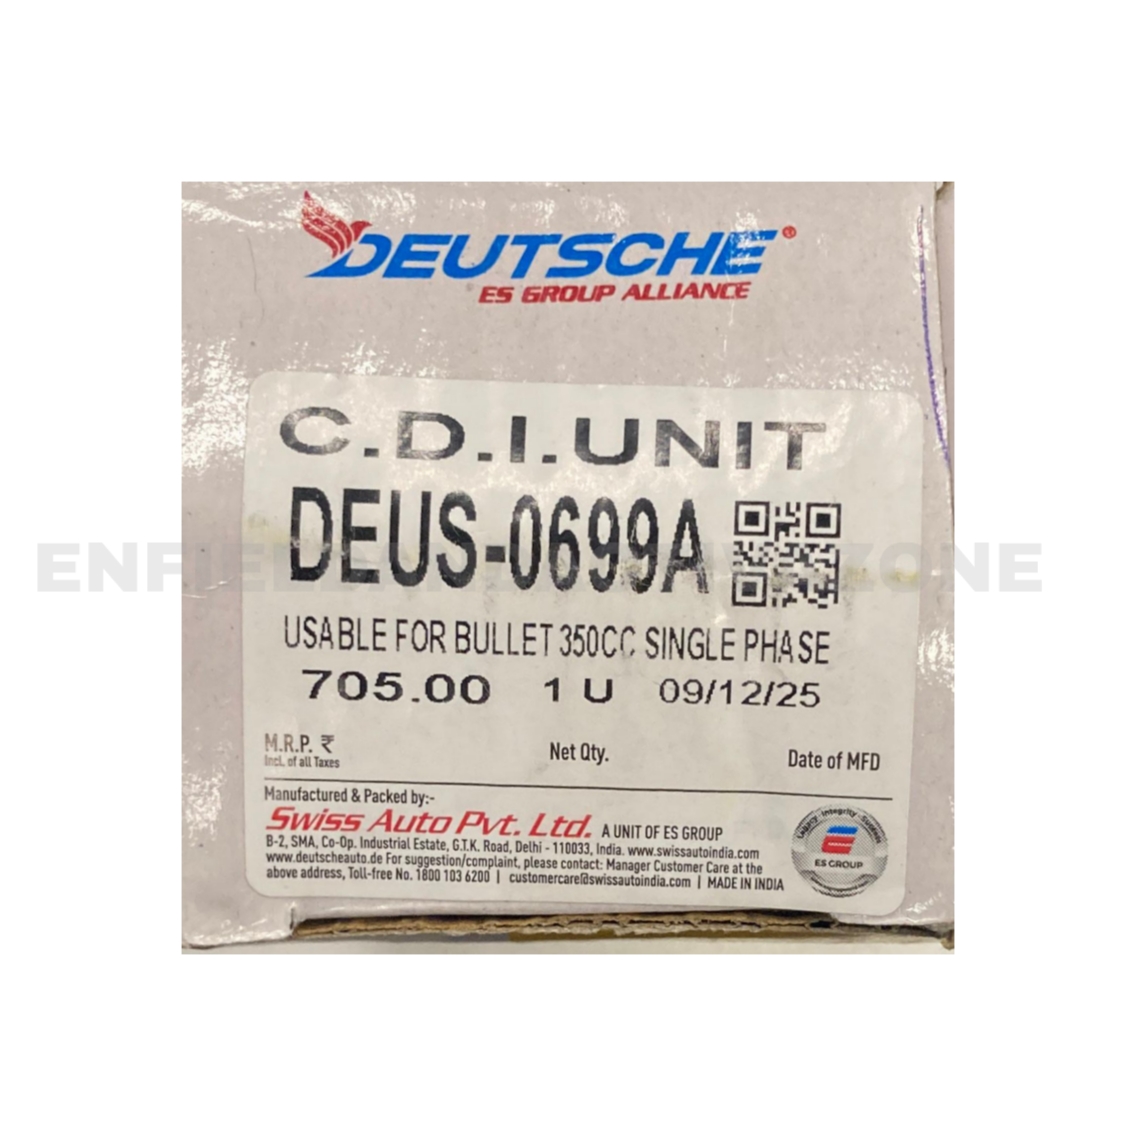 DEUTSCHE®
ES GROUP ALLIANCE
C.D.I.UNIT
DEUS-0699A
USABLE FOR BULLET 350CC SINGLE PHASE
705.00 1 U 09/12/25
M.R.P. ₹ Net Qty. Date of MFD
Incl. of all Taxes
Manufactured & Packed by:-
Swiss Auto Pvt. Ltd. A UNIT OF ES GROUP
B-2, SMA, Co-Op. Industrial Estate, G.T.K. Road, Delhi - 110033, India. www.swissautoindia.com
www.deutscheauto.de For suggestion/complaint, please contact: Manager Customer Care at the
above address, Toll-free No. 1800 103 6200 | customercare@swissautoindia.com | MADE IN INDIA
Legacy Integrity
ES GROUP
ZONE